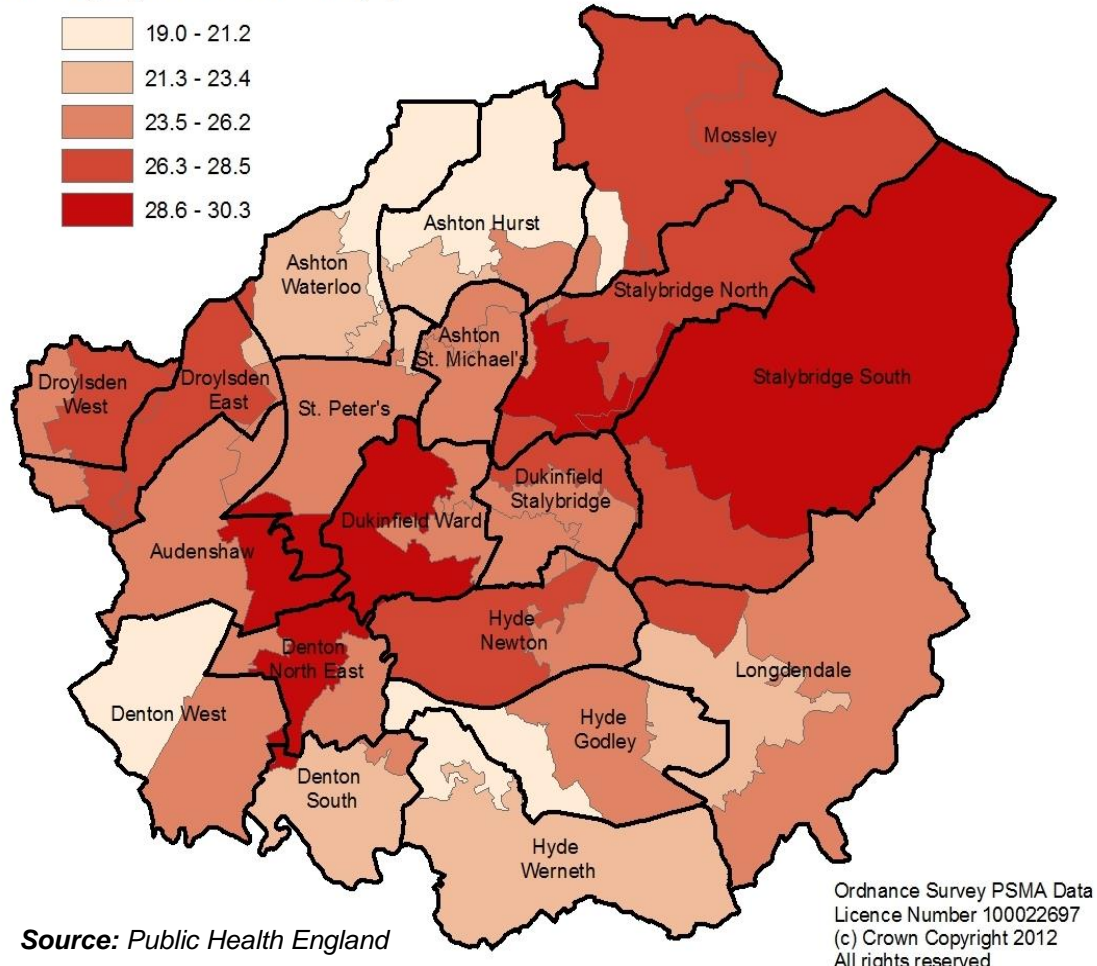 19.0 - 21.2
21.3 - 23.4
23.5 - 26.2
26.3 - 28.5
28.6 - 30.3
Mossley
Ashton Hurst
Ashton
Waterloo
Stalybridge North
Ashton
St. Michael's
Stalybridge South
Droylsden
West
Droylsden
East
St. Peter's
Dukinfield
Stalybridge
Dukinfield Ward
Audenshaw
Hyde
Newton
Denton
North East
Longdendale
Denton West
Hyde
Godley
Denton
South
Hyde
Werneth
Ordnance Survey PSMA Data
Licence Number 100022697
(c) Crown Copyright 2012
All rights reserved
Source: Public Health England